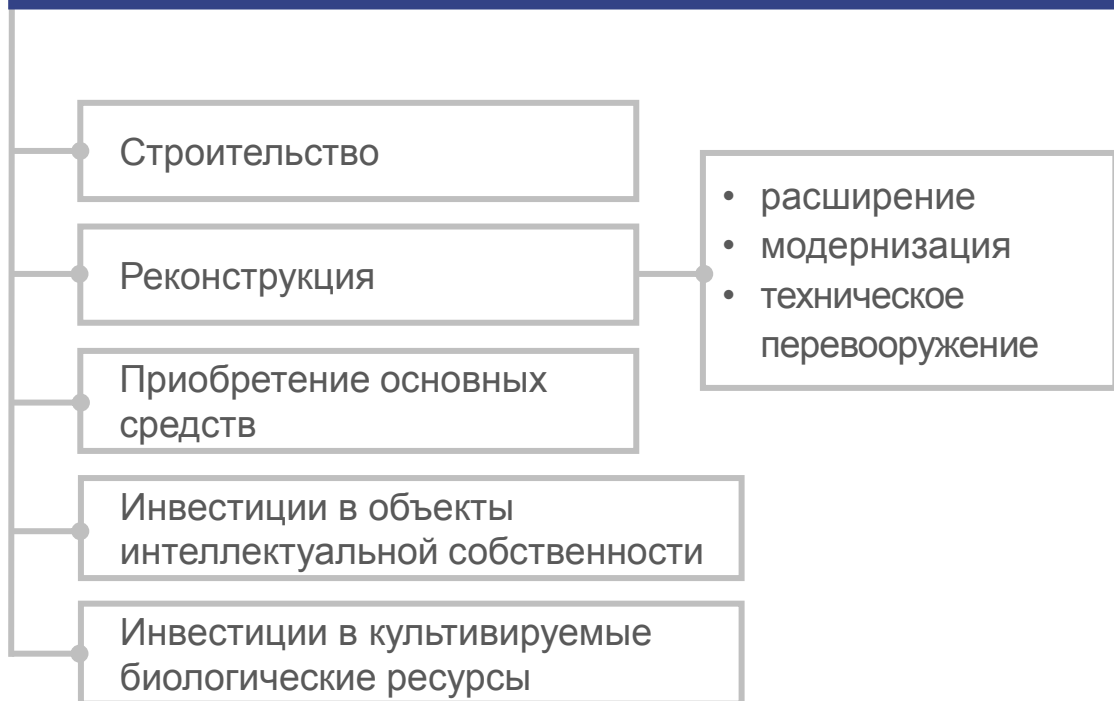 Строительство
Реконструкция
• расширение
• модернизация
• техническое
перевооружение
Приобретение основных
средств
Инвестиции в объекты
интеллектуальной собственности
Инвестиции в культивируемые
биологические ресурсы